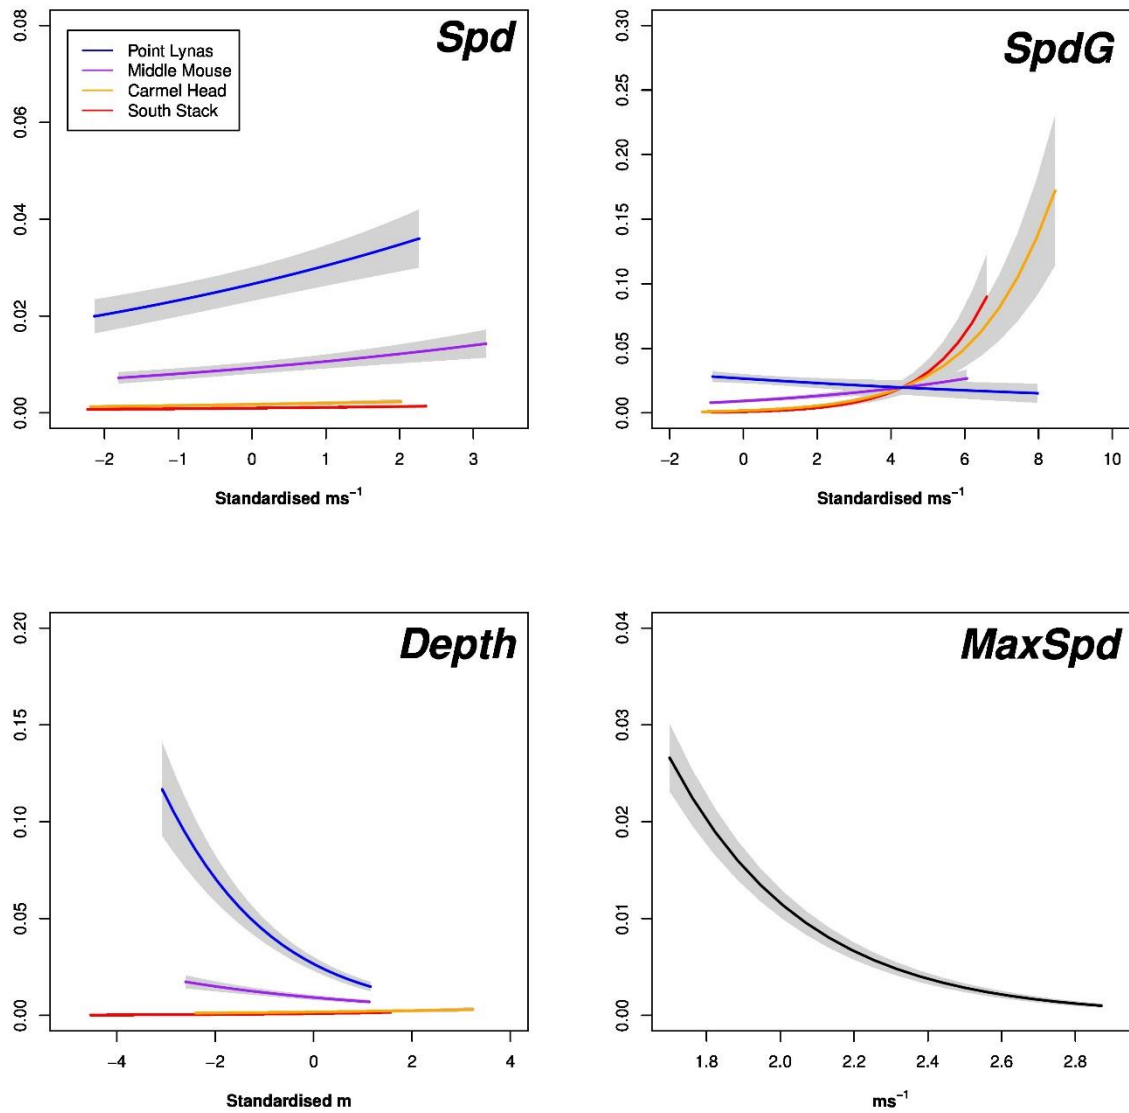 Spd
Point Lynas
Middle Mouse
Carmel Head
South Stack
0.08
0.06
0.04
0.02
0.00
−2 −1 0 1 2 3
Standardised ms⁻¹
SpdG
0.30
0.25
0.20
0.15
0.10
0.05
0.00
−2 0 2 4 6 8 10
Standardised ms⁻¹
Depth
0.20
0.15
0.10
0.05
0.00
−4 −2 0 2 4
Standardised m
MaxSpd
0.04
0.03
0.02
0.01
0.00
1.8 2.0 2.2 2.4 2.6 2.8
ms⁻¹